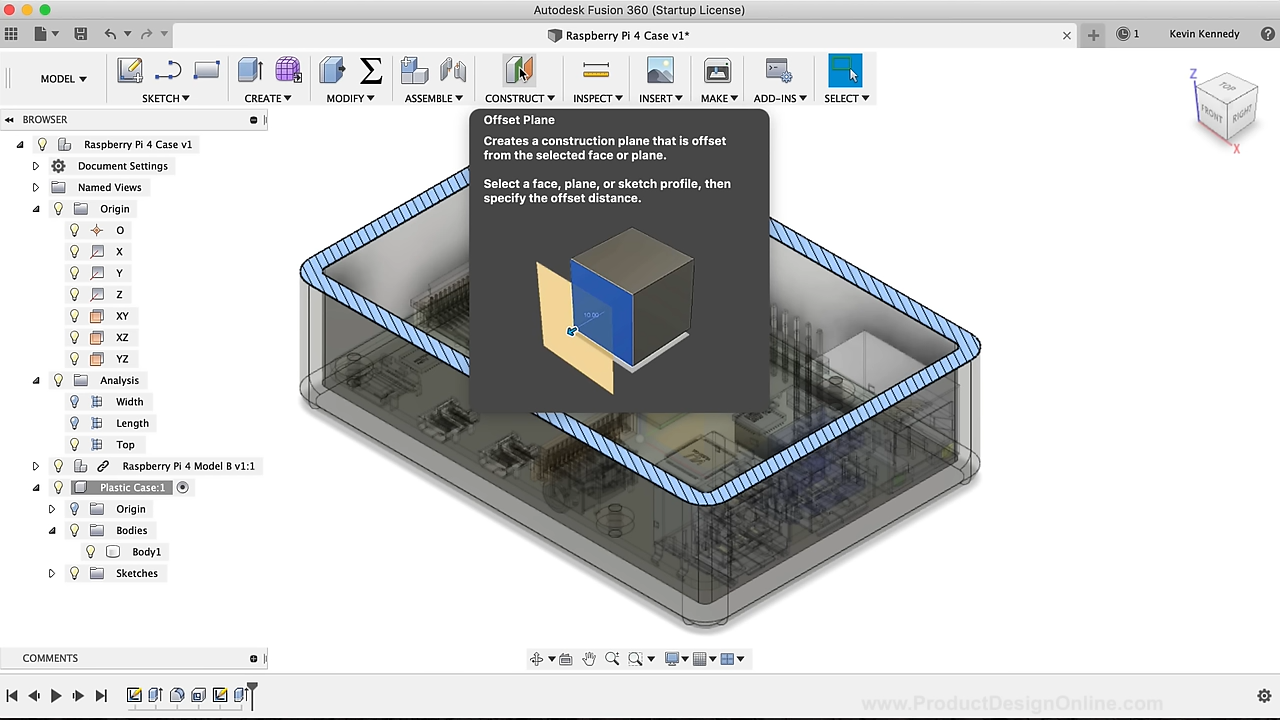 Autodesk Fusion 360 (Startup License)
Raspberry Pi 4 Case v1*
1
Kevin Kennedy
MODEL
SKETCH
CREATE
MODIFY
ASSEMBLE
CONSTRUCT
INSPECT
INSERT
MAKE
ADD-INS
SELECT
BROWSER
Raspberry Pi 4 Case v1
Document Settings
Named Views
Origin
O
X
Y
Z
XY
XZ
YZ
Analysis
Width
Length
Top
Raspberry Pi 4 Model B v1:1
Plastic Case:1
Origin
Bodies
Body1
Sketches
Offset Plane
Creates a construction plane that is offset
from the selected face or plane.
Select a face, plane, or sketch profile, then
specify the offset distance.
10.00
Z
TOP
FRONT
RIGHT
X
COMMENTS
www.ProductDesignOnline.com